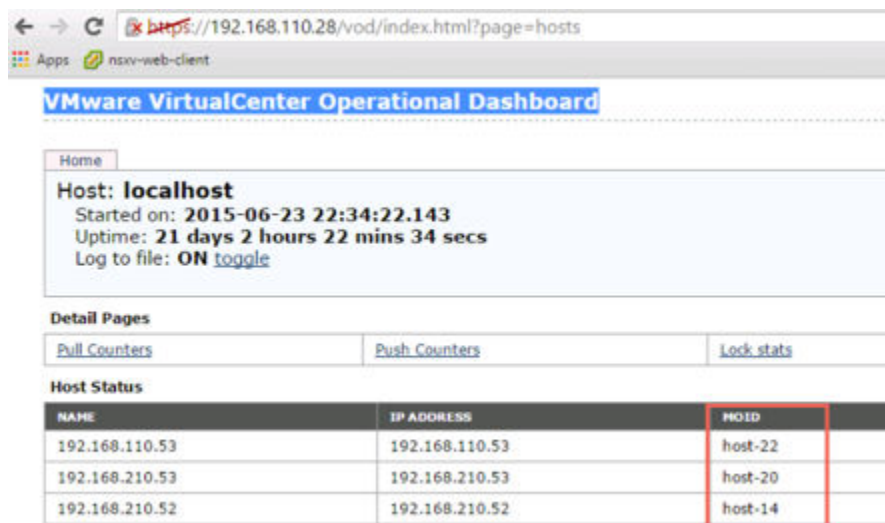 https://192.168.110.28/vod/index.html?page=hosts
Apps nsxv-web-client
VMware VirtualCenter Operational Dashboard
Home
Host: localhost
Started on: 2015-06-23 22:34:22.143
Uptime: 21 days 2 hours 22 mins 34 secs
Log to file: ON toggle
Detail Pages
Pull Counters Push Counters Lock stats
Host Status
NAME IP ADDRESS MOID
192.168.110.53 192.168.110.53 host-22
192.168.210.53 192.168.210.53 host-20
192.168.210.52 192.168.210.52 host-14